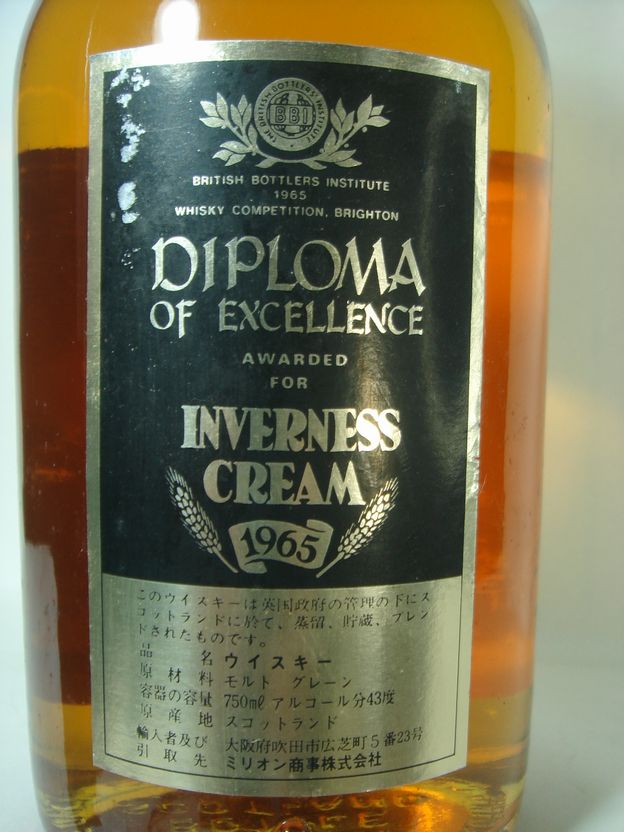 THE BRITISH BOTTLERS' INSTITUTE
BBI
BRITISH BOTTLERS INSTITUTE
1965
WHISKY COMPETITION, BRIGHTON
DIPLOMA
OF EXCELLENCE
AWARDED
FOR
INVERNESS
CREAM
1965
このウイスキーは英国政府の管理の下にス
コットランドに於て、蒸留、貯蔵、ブレン
ドされたものです。
品名 ウイスキー
原材料 モルト グレーン
容器の容量 750ml アルコール分43度
原産地 スコットランド
輸入者及び 大阪府吹田市広芝町5番23号
引取先 ミリオン商事株式会社